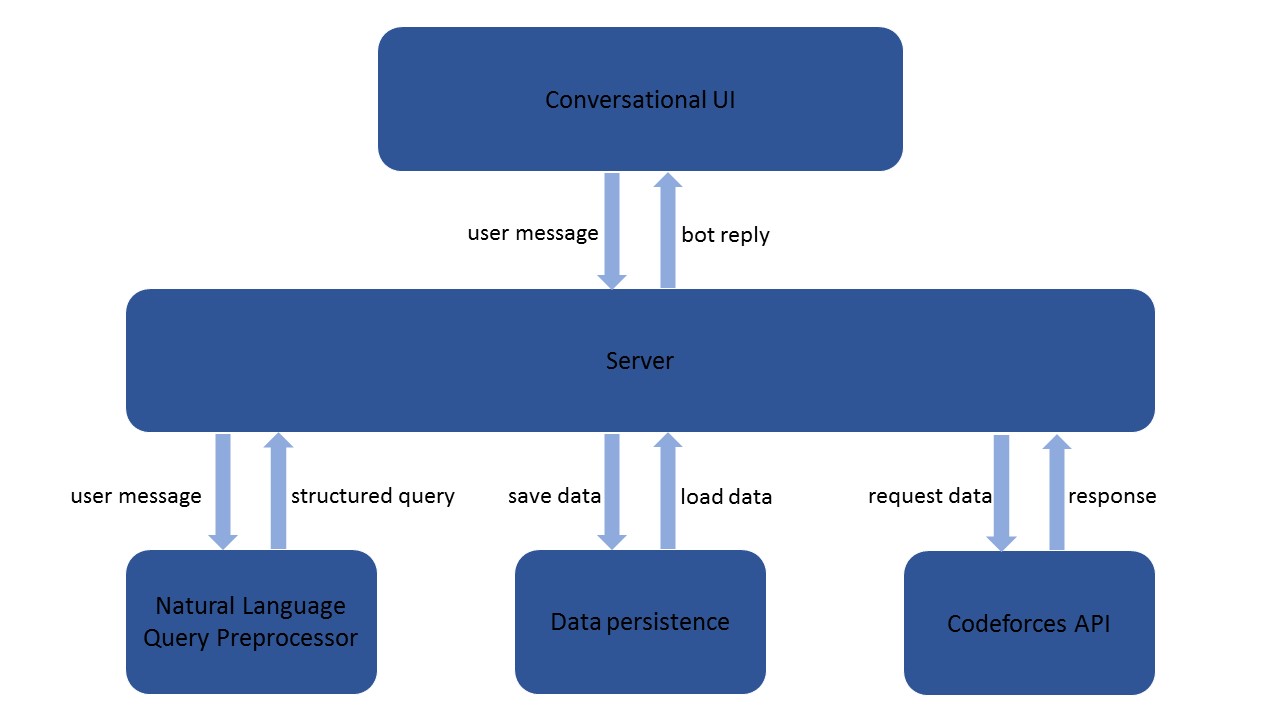 Conversational UI
user message
bot reply
Server
user message
structured query
save data
load data
request data
response
Natural Language
Query Preprocessor
Data persistence
Codeforces API